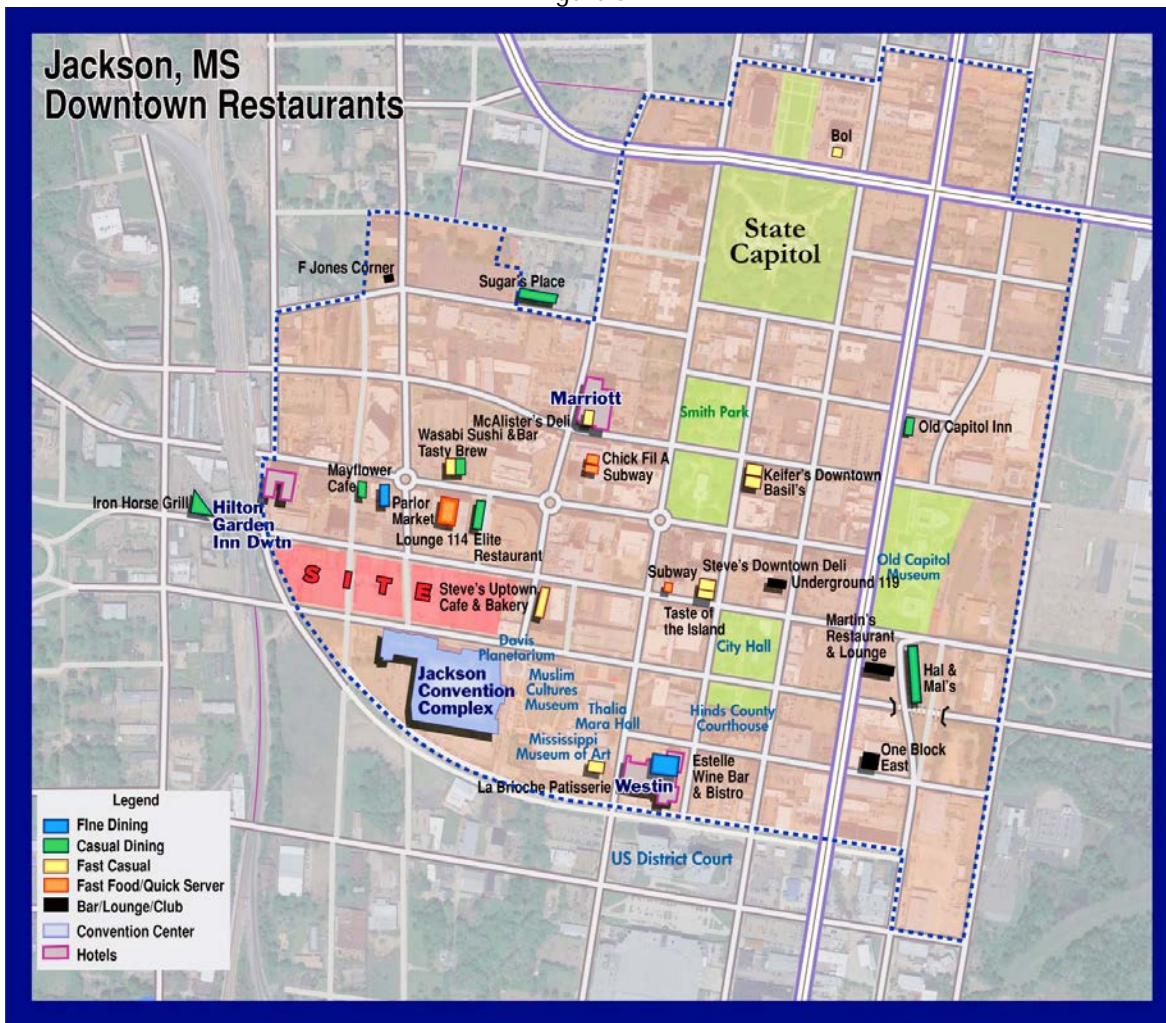 Jackson, MS
Downtown Restaurants
Bol
State
Capitol
F Jones Corner
Sugar's Place
Marriott
McAlister's Deli
Smith Park
Wasabi Sushi &Bar
Tasty Brew
Old Capitol Inn
Chick Fil A
Subway
Keifer's Downtown
Basil's
Mayflower
Cafe
Iron Horse Grill
Hilton
Garden
Inn Dwtn
Parlor
Market
Lounge 114
Elite
Restaurant
Old Capitol
Museum
S I T E
Steve's Uptown
Cafe & Bakery
Subway
Steve's Downtown Deli
Underground 119
Taste of
the Island
Martin's
Restaurant
& Lounge
Davis
Planetarium
City Hall
Hal &
Mal's
Jackson
Convention
Complex
Muslim
Cultures
Museum
Thalia
Mara Hall
Hinds County
Courthouse
Mississippi
Museum of Art
One Block
East
La Brioche Patisserie
Westin
Estelle
Wine Bar
& Bistro
US District Court
Legend
FIne Dining
Casual Dining
Fast Casual
Fast Food/Quick Server
Bar/Lounge/Club
Convention Center
Hotels